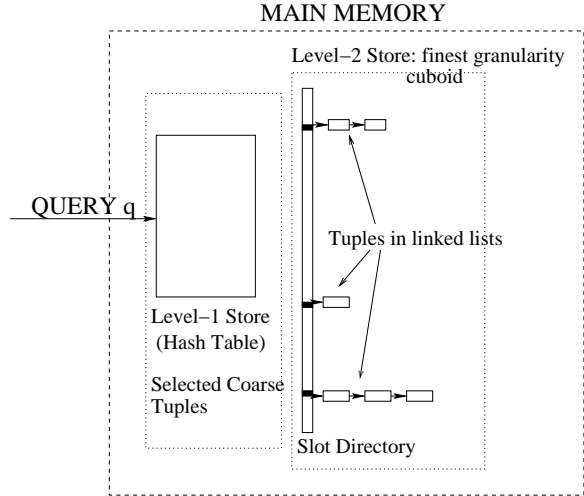 MAIN MEMORY
Level−2 Store: finest granularity
cuboid
QUERY q
Tuples in linked lists
Level−1 Store
(Hash Table)
Selected Coarse
Tuples
Slot Directory